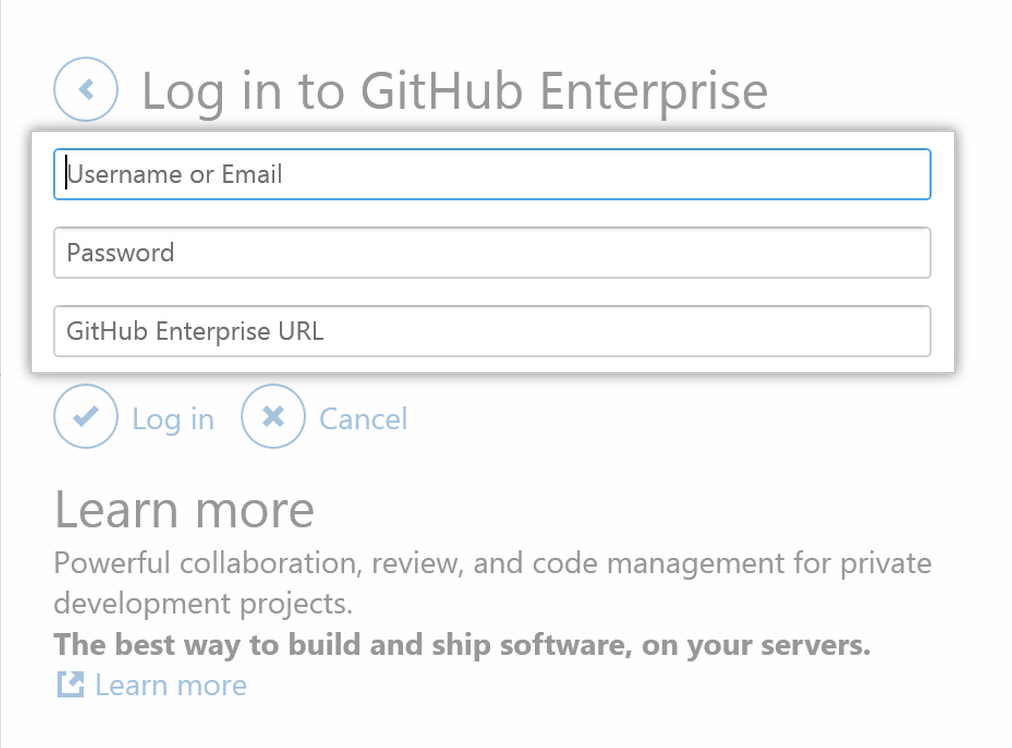 Log in to GitHub Enterprise
Username or Email
Password
GitHub Enterprise URL
Log in Cancel
Learn more
Powerful collaboration, review, and code management for private
development projects.
The best way to build and ship software, on your servers.
Learn more